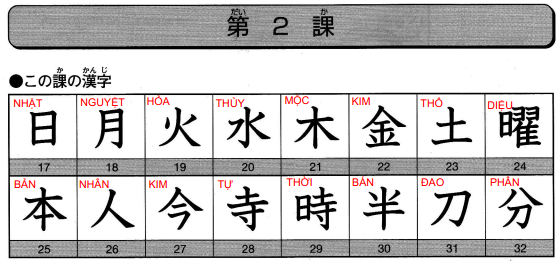 だい か
第 2 課
か かん じ
●この課の漢字
NHẬT NGUYỆT HỎA THỦY MỘC KIM THỔ DIỆU
日 月 火 水 木 金 土 曜
17 18 19 20 21 22 23 24
BẢN NHÂN KIM TỰ THỜI BÁN ĐAO PHÂN
本 人 今 寺 時 半 刀 分
25 26 27 28 29 30 31 32